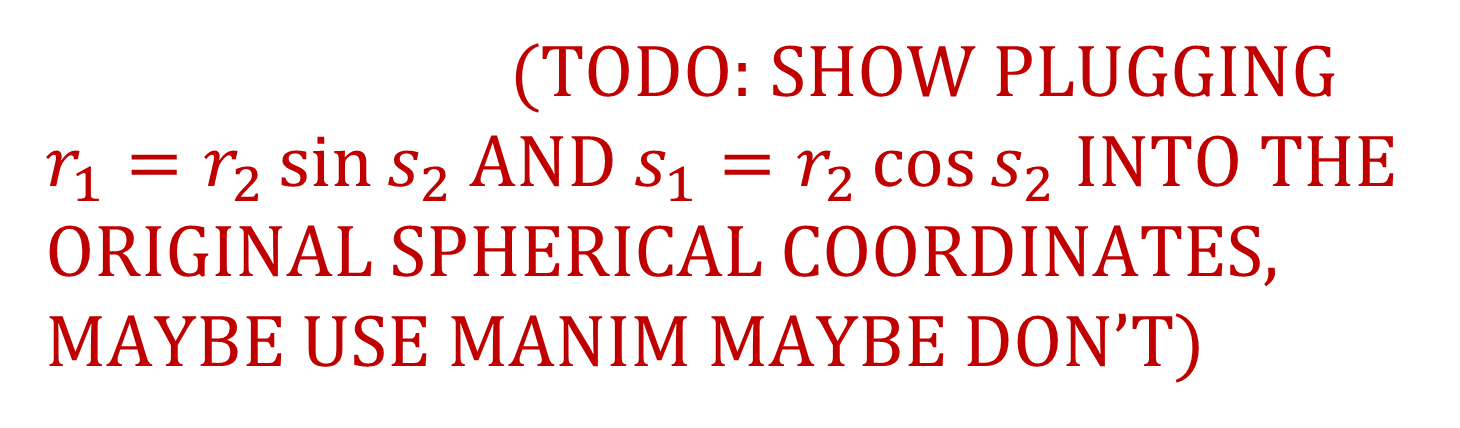 (TODO: SHOW PLUGGING
r₁ = r₂ sin s₂ AND s₁ = r₂ cos s₂ INTO THE
ORIGINAL SPHERICAL COORDINATES,
MAYBE USE MANIM MAYBE DON’T)